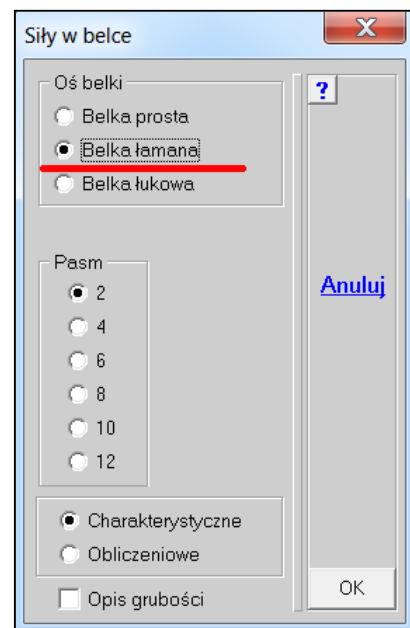 Siły w belce
X
Oś belki
Belka prosta
Belka łamana
Belka łukowa
?
Pasm
2
4
6
8
10
12
Anuluj
Charakterystyczne
Obliczeniowe
Opis grubości
OK